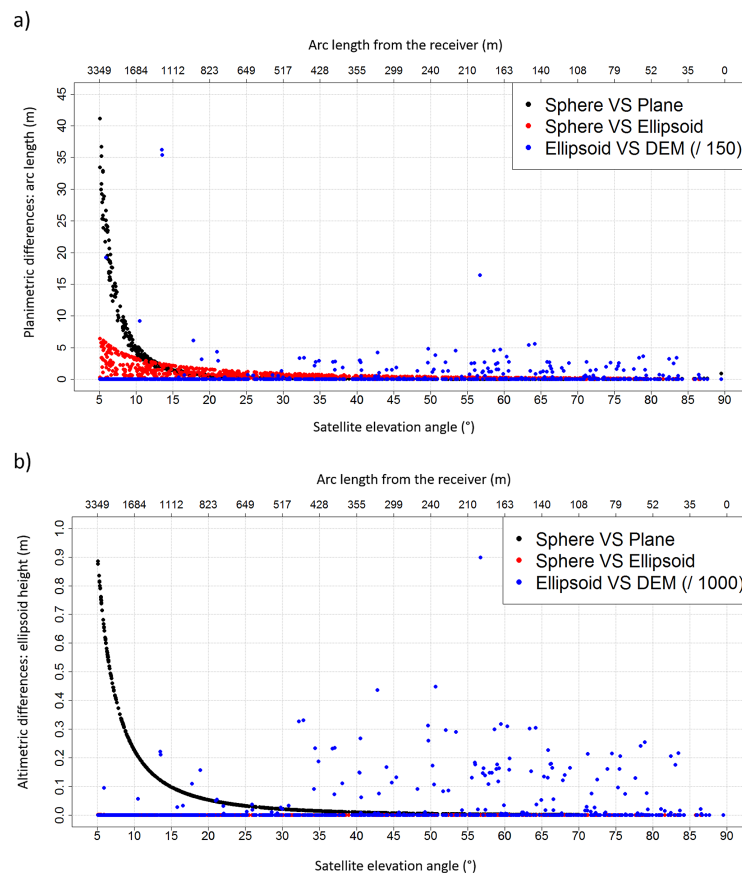 a)
Arc length from the receiver (m)
3349 1684 1112 823 649 517 428 355 299 240 210 163 140 108 79 52 35 0
Planimetric differences: arc length (m)
45
40
35
30
25
20
15
10
5
0
Sphere VS Plane
Sphere VS Ellipsoid
Ellipsoid VS DEM (/ 150)
5 10 15 20 25 30 35 40 45 50 55 60 65 70 75 80 85 90
Satellite elevation angle (°)
b)
Arc length from the receiver (m)
3349 1684 1112 823 649 517 428 355 299 240 210 163 140 108 79 52 35 0
Altimetric differences: ellipsoid height (m)
1.0
0.9
0.8
0.7
0.6
0.5
0.4
0.3
0.2
0.1
0.0
Sphere VS Plane
Sphere VS Ellipsoid
Ellipsoid VS DEM (/ 1000)
5 10 15 20 25 30 35 40 45 50 55 60 65 70 75 80 85 90
Satellite elevation angle (°)